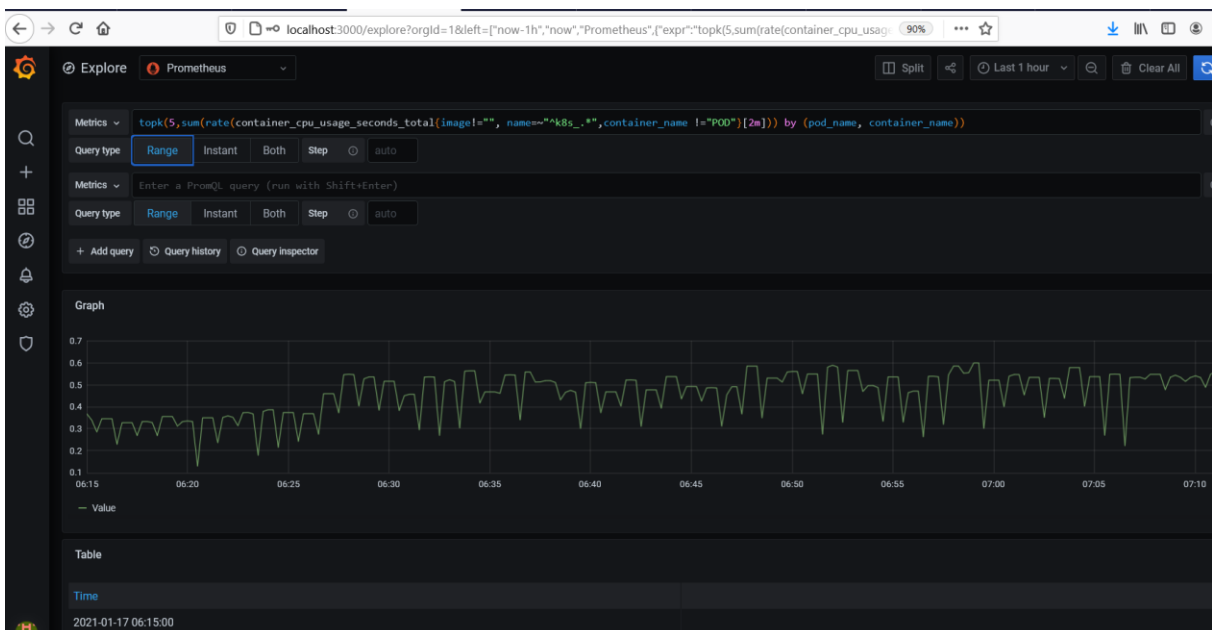 localhost:3000/explore?orgId=1&left=["now-1h","now","Prometheus",{"expr":"topk(5,sum(rate(container_cpu_usag
90%
Explore
Prometheus
Split
Last 1 hour
Clear All
Metrics
topk(5,sum(rate(container_cpu_usage_seconds_total{image!="", name=~"^k8s_.*",container_name !="POD"}[2m])) by (pod_name, container_name))
Query type Range Instant Both Step auto
Metrics Enter a PromQL query (run with Shift+Enter)
Query type Range Instant Both Step auto
+ Add query Query history Query inspector
Graph
0.7
0.6
0.5
0.4
0.3
0.2
0.1
06:15 06:20 06:25 06:30 06:35 06:40 06:45 06:50 06:55 07:00 07:05 07:10
Value
Table
Time
2021-01-17 06:15:00